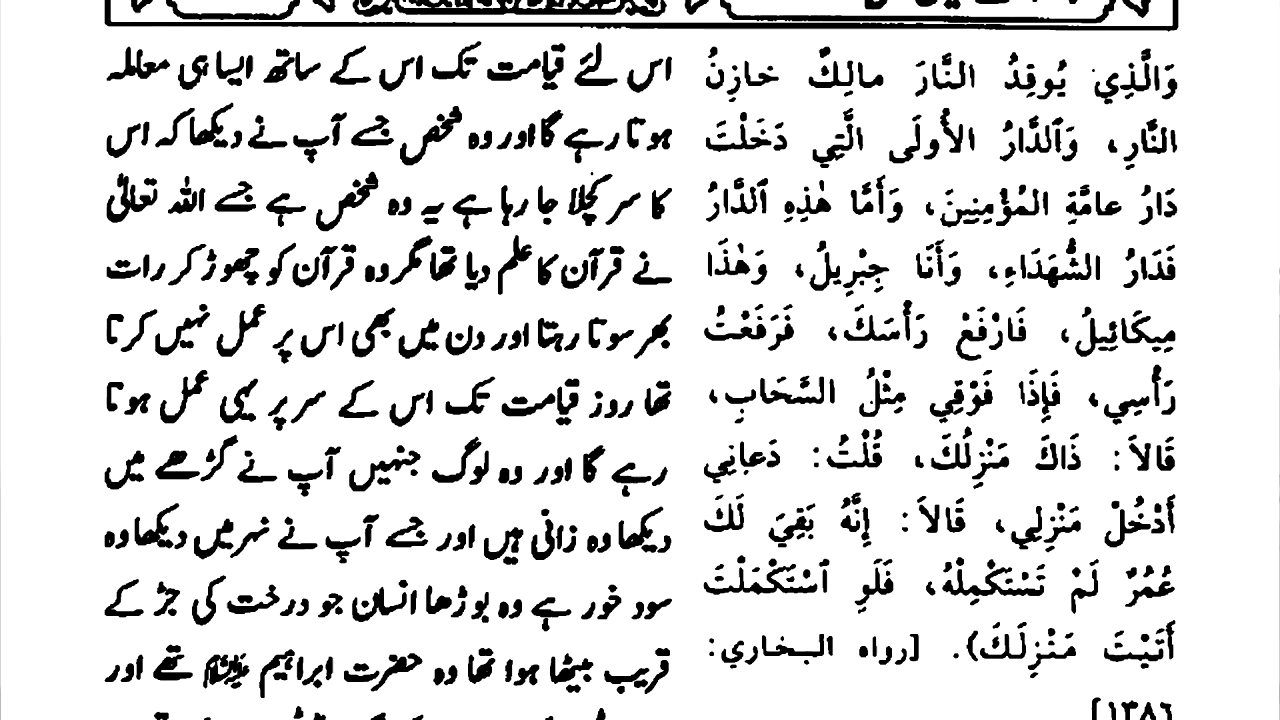 وَالَّذِي يُوقِدُ النَّارَ مالِكٌ خازِنُ
النَّارِ، وَٱلدَّارُ الأُولَى الَّتِي دَخَلْتَ
دَارُ عامَّةِ المُؤْمِنِينَ، وَأَمَّا هٰذِهِ ٱلدَّارُ
فَدَارُ الشُّهَدَاءِ، وَأَنَا جِبْرِيلُ، وَهٰذَا
مِيكَائِيلُ، فَارْفَعْ رَأْسَكَ، فَرَفَعْتُ
رَأْسِي، فَإِذَا فَوْقِي مِثْلُ السَّحَابِ،
قَالاَ: ذَاكَ مَنْزِلُكَ، قُلْتُ: دَعانِي
أَدْخُلْ مَنْزِلِي، قَالاَ: إِنَّهُ بَقِيَ لَكَ
عُمُرٌ لَمْ تَسْتَكْمِلْهُ، فَلَوِ ٱسْتَكْمَلْتَ
أَتَيْتَ مَنْزِلَكَ). [رواه البخاري:
١٣٨٦]
اس لئے قیامت تک اس کے ساتھ ایسا ہی معاملہ
ہوتا رہے گا اور وہ شخص جسے آپ نے دیکھا کہ اس
کا سر کچلا جا رہا ہے یہ وہ شخص ہے جسے اللہ تعالیٰ
نے قرآن کا علم دیا تھا مگر وہ قرآن کو چھوڑ کر رات
بھر سوتا رہتا اور دن میں بھی اس پر عمل نہیں کرتا
تھا روز قیامت تک اس کے سر پر یہی عمل ہوتا
رہے گا اور وہ لوگ جنہیں آپ نے گڑھے میں
دیکھا وہ زانی ہیں اور جسے آپ نے نہر میں دیکھا وہ
سود خور ہے وہ بوڑھا انسان جو درخت کی جڑ کے
قریب بیٹھا ہوا تھا وہ حضرت ابراہیم علیہ السلام تھے اور